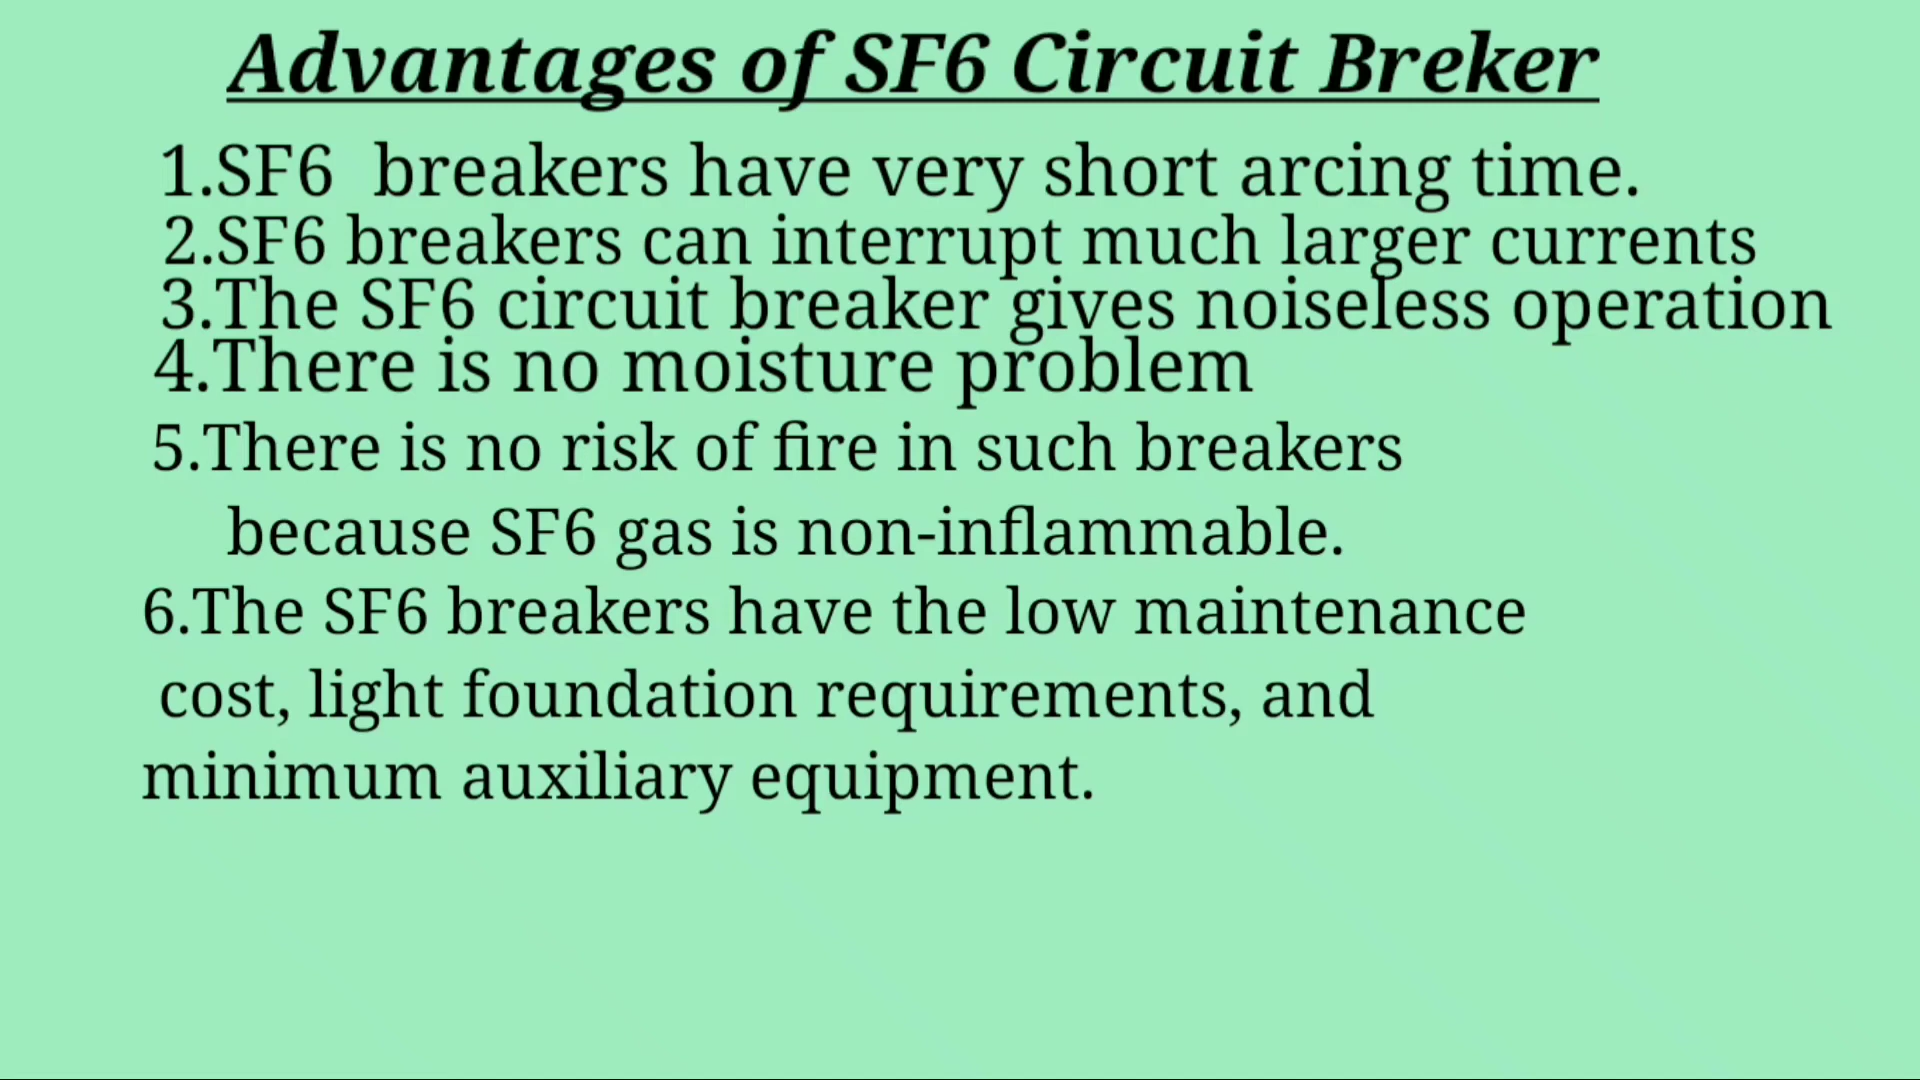 Advantages of SF6 Circuit Breker
1.SF6  breakers have very short arcing time.
2.SF6 breakers can interrupt much larger currents
3.The SF6 circuit breaker gives noiseless operation
4.There is no moisture problem
5.There is no risk of fire in such breakers
because SF6 gas is non-inflammable.
6.The SF6 breakers have the low maintenance
cost, light foundation requirements, and
minimum auxiliary equipment.